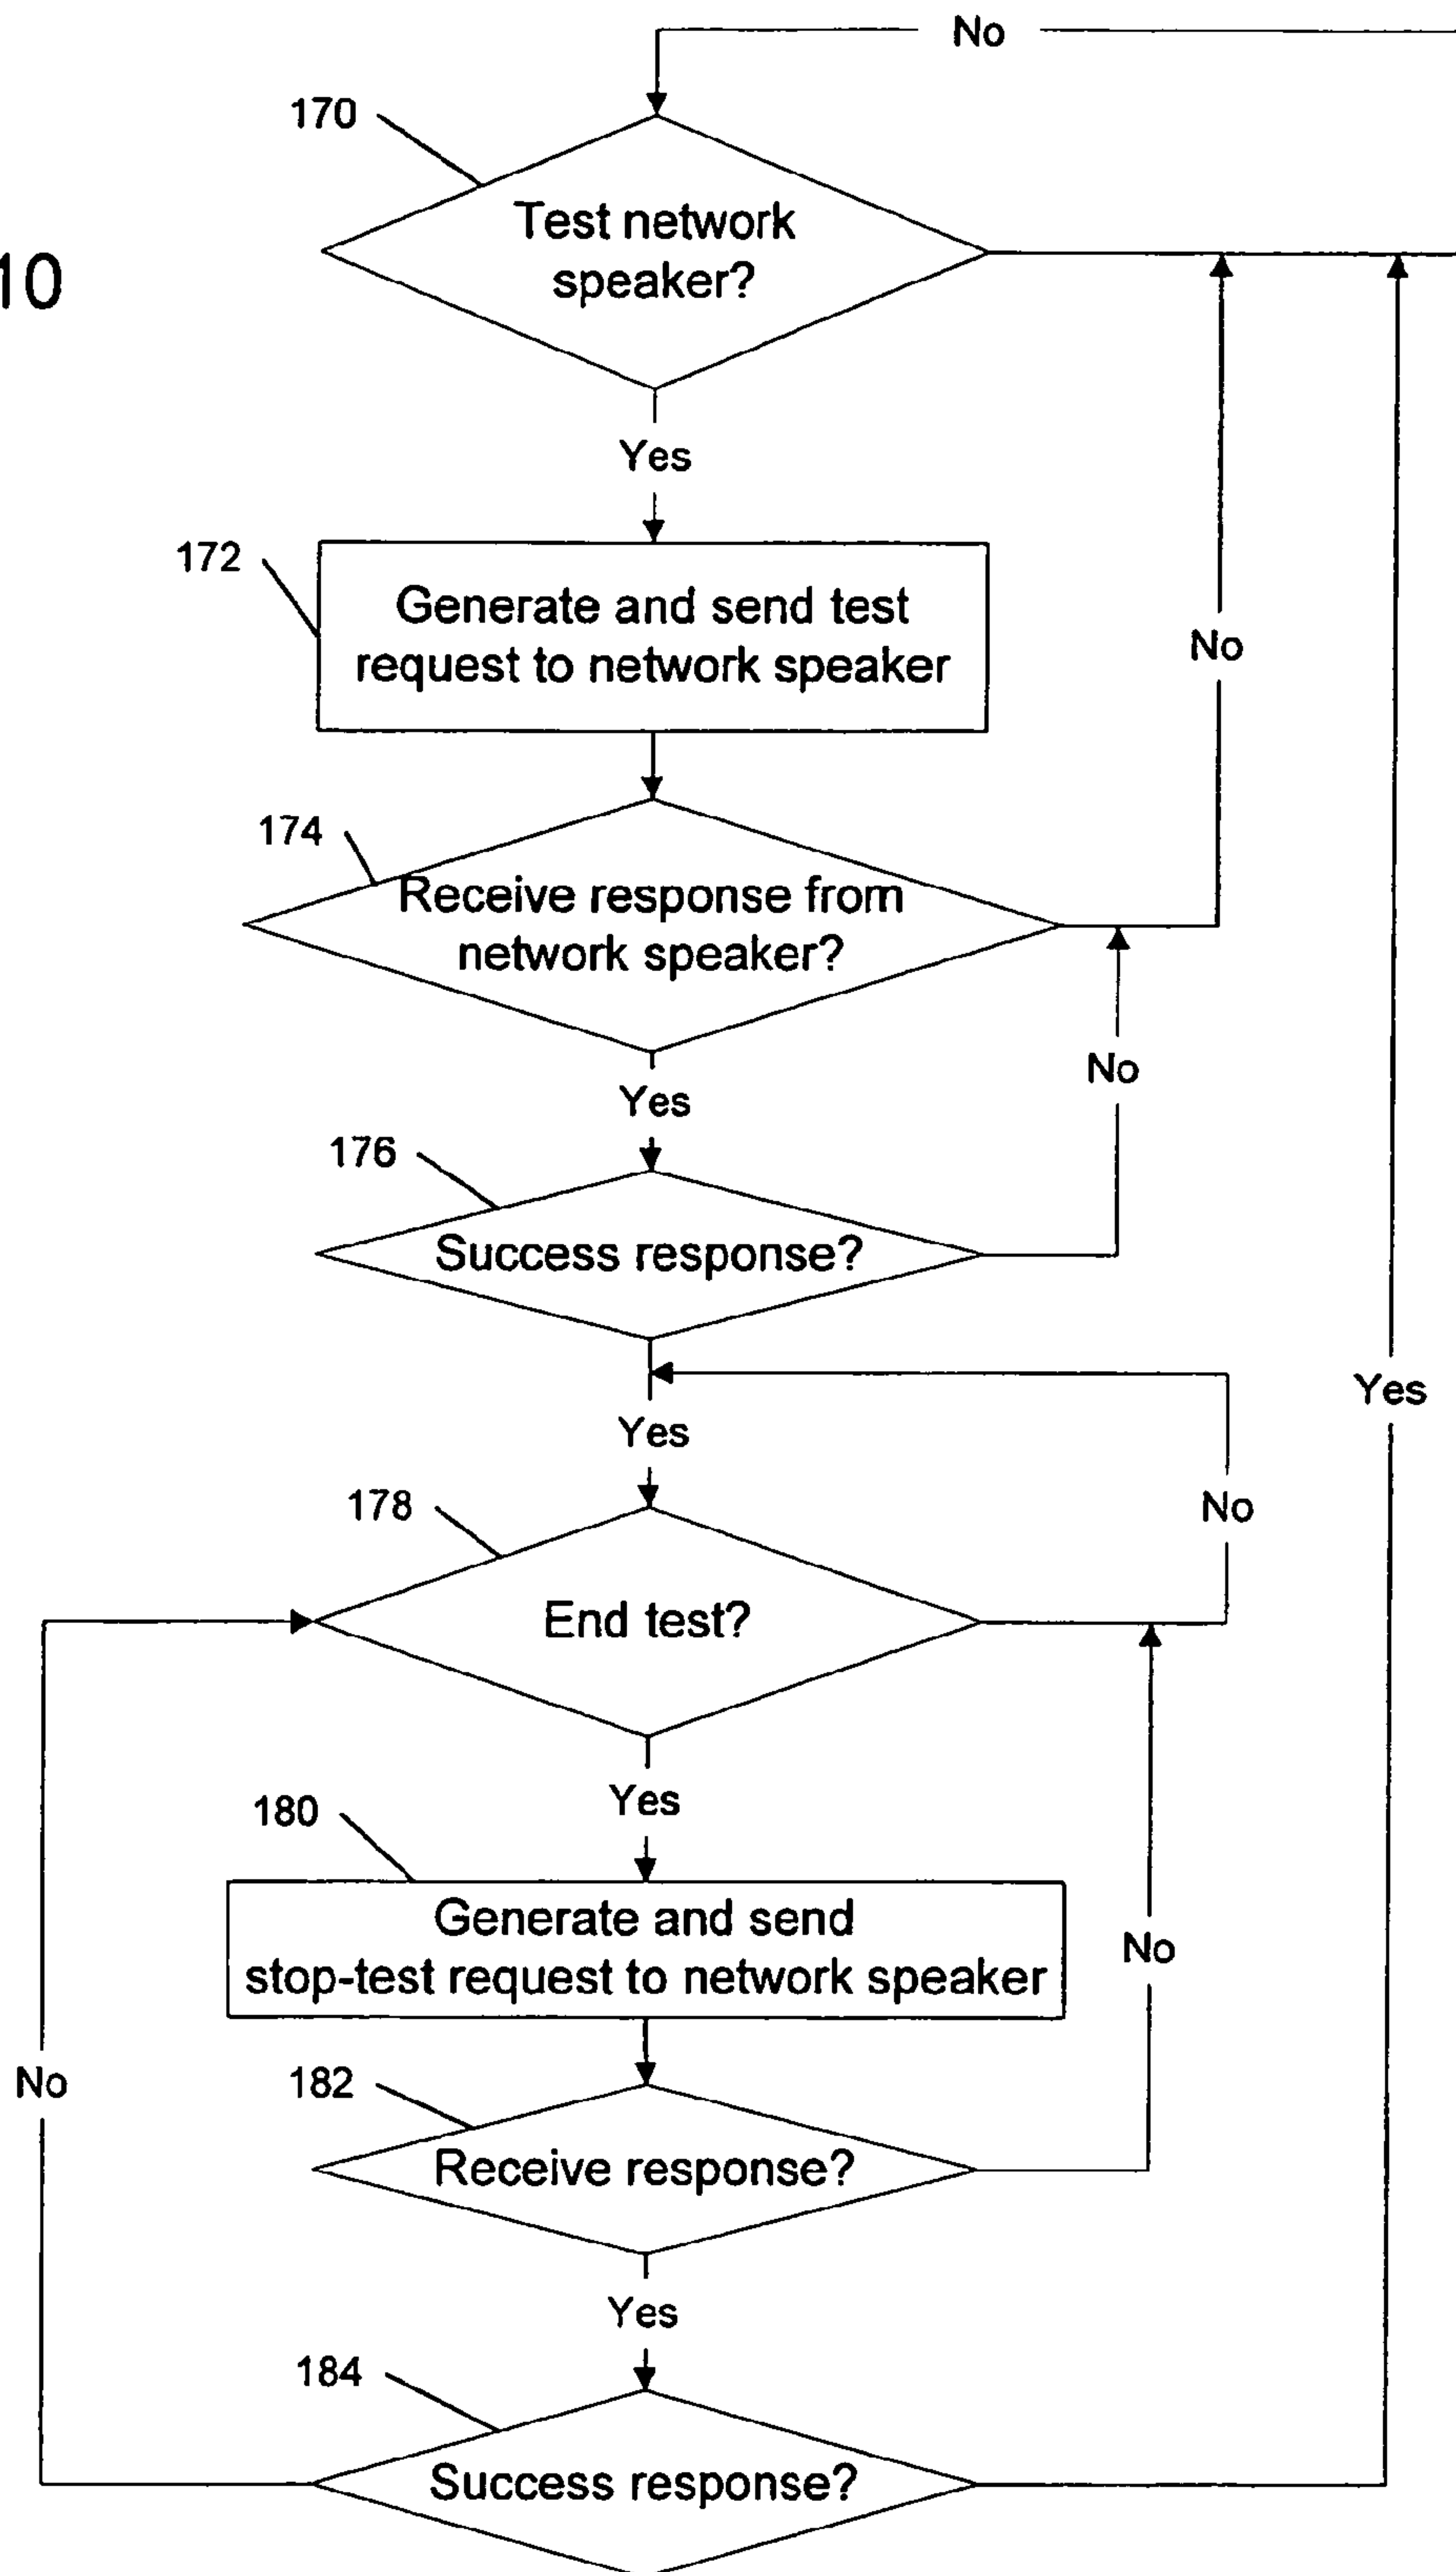 No
170
Test network
speaker?
10
Yes
172
Generate and send test
request to network speaker
No
174
Receive response from
network speaker?
No
Yes
176
Success response?
Yes
Yes
178
No
End test?
Yes
180
Generate and send
stop-test request to network speaker
No
No
182
Receive response?
Yes
184
Success response?